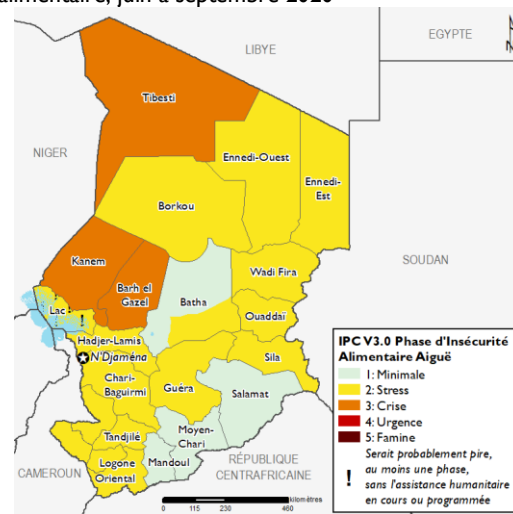 alimentaire, juin à septembre 2020
LIBYE
EGYPTE
Tibesti
NIGER
Ennedi-Ouest
Ennedi-
Est
Borkou
Kanem
Barh el
Gazel
Batha
Wadi Fira
SOUDAN
Lac
!
!
Ouaddaï
Hadjer-Lamis
N'Djaména
Sila
Chari-
Baguirmi
Guéra
Salamat
Moyen-
Chari
Tandjilé
Mandoul
Logone
Oriental
CAMEROUN
RÉPUBLIQUE
CENTRAFRICAINE
kilomètres
0 115 230 460
IPC V3.0 Phase d'Insécurité
Alimentaire Aiguë
1: Minimale
2: Stress
3: Crise
4: Urgence
5: Famine
Serait probablement pire,
au moins une phase,
! sans l'assistance humanitaire
en cours ou programmée